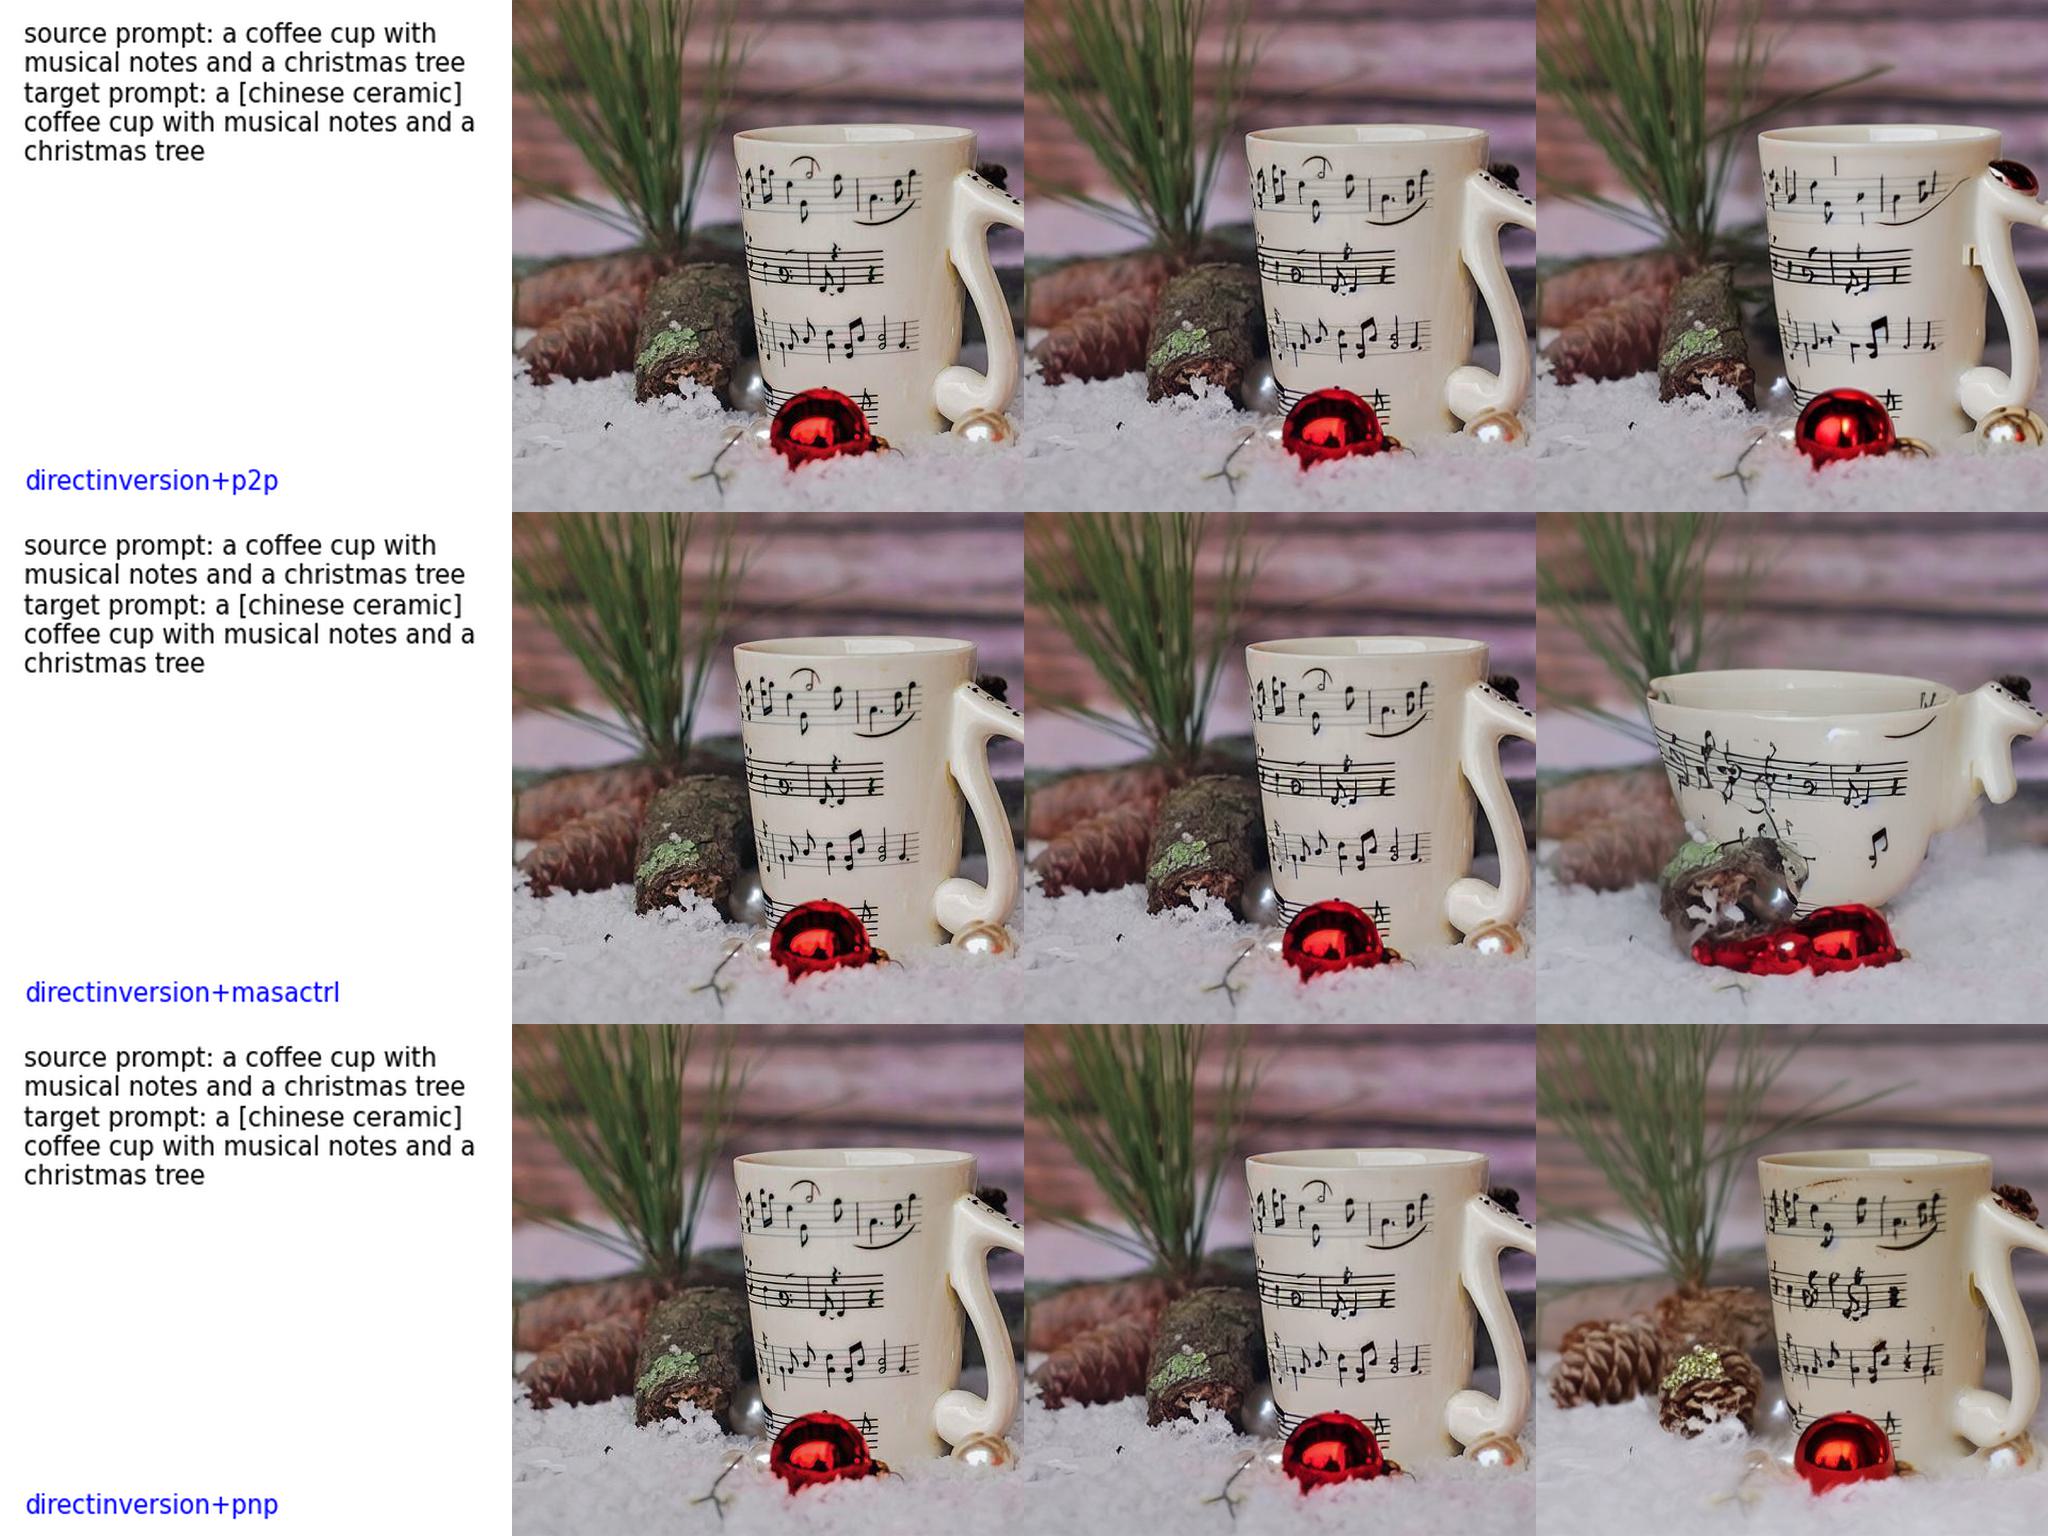 source prompt: a coffee cup with
musical notes and a christmas tree
target prompt: a [chinese ceramic]
coffee cup with musical notes and a
christmas tree
directinversion+p2p
source prompt: a coffee cup with
musical notes and a christmas tree
target prompt: a [chinese ceramic]
coffee cup with musical notes and a
christmas tree
directinversion+masactrl
source prompt: a coffee cup with
musical notes and a christmas tree
target prompt: a [chinese ceramic]
coffee cup with musical notes and a
christmas tree
directinversion+pnp